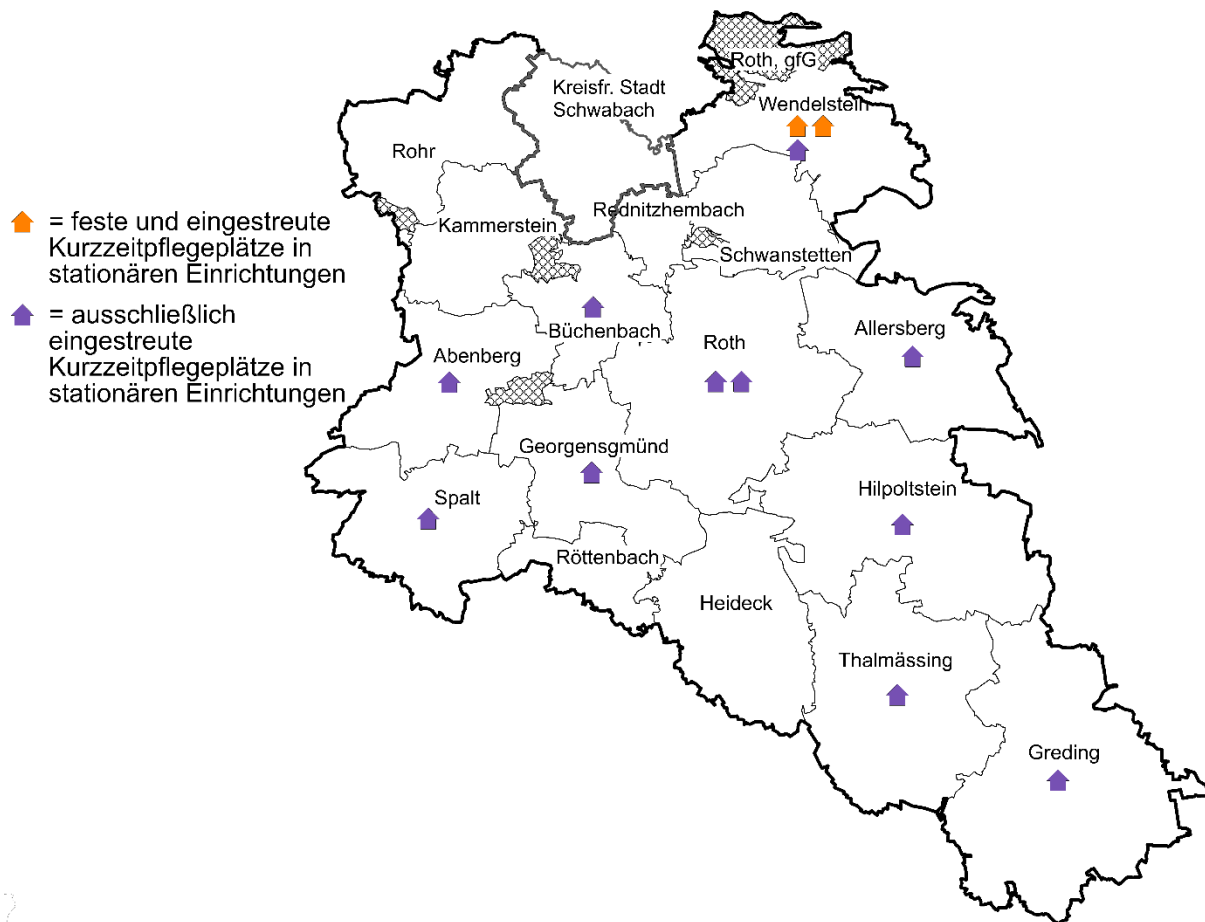 Roth, gfG
Kreisfr. Stadt
Schwabach
Wendelstein
Rohr
Rednitzhembach
Kammerstein
Schwanstetten
= feste und eingestreute
Kurzzeitpflegeplätze in
stationären Einrichtungen
= ausschließlich
eingestreute
Kurzzeitpflegeplätze in
stationären Einrichtungen
Büchenbach
Allersberg
Roth
Abenberg
Georgensgmünd
Hilpoltstein
Spalt
Röttenbach
Heideck
Thalmässing
Greding